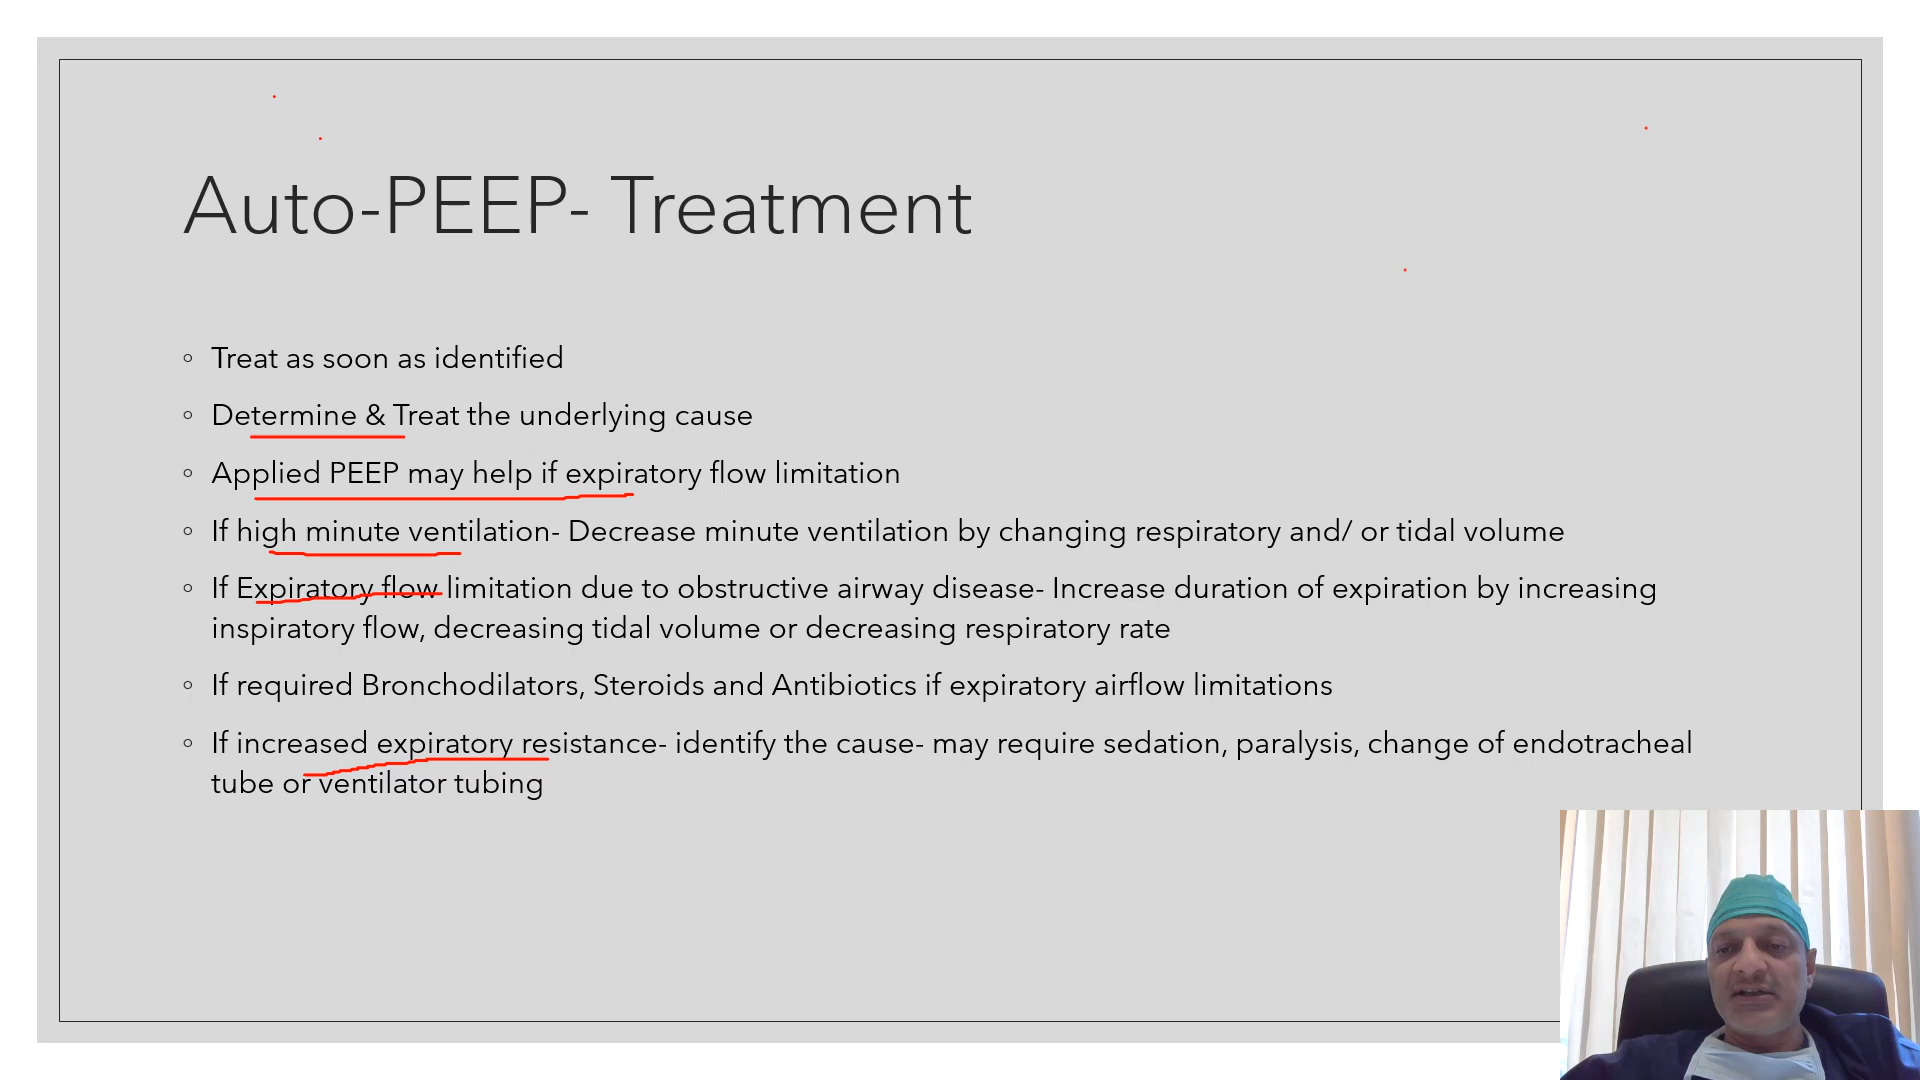 Auto-PEEP- Treatment
◦ Treat as soon as identified
◦ Determine & Treat the underlying cause
◦ Applied PEEP may help if expiratory flow limitation
◦ If high minute ventilation- Decrease minute ventilation by changing respiratory and/ or tidal volume
◦ If Expiratory flow limitation due to obstructive airway disease- Increase duration of expiration by increasing
inspiratory flow, decreasing tidal volume or decreasing respiratory rate
◦ If required Bronchodilators, Steroids and Antibiotics if expiratory airflow limitations
◦ If increased expiratory resistance- identify the cause- may require sedation, paralysis, change of endotracheal
tube or ventilator tubing